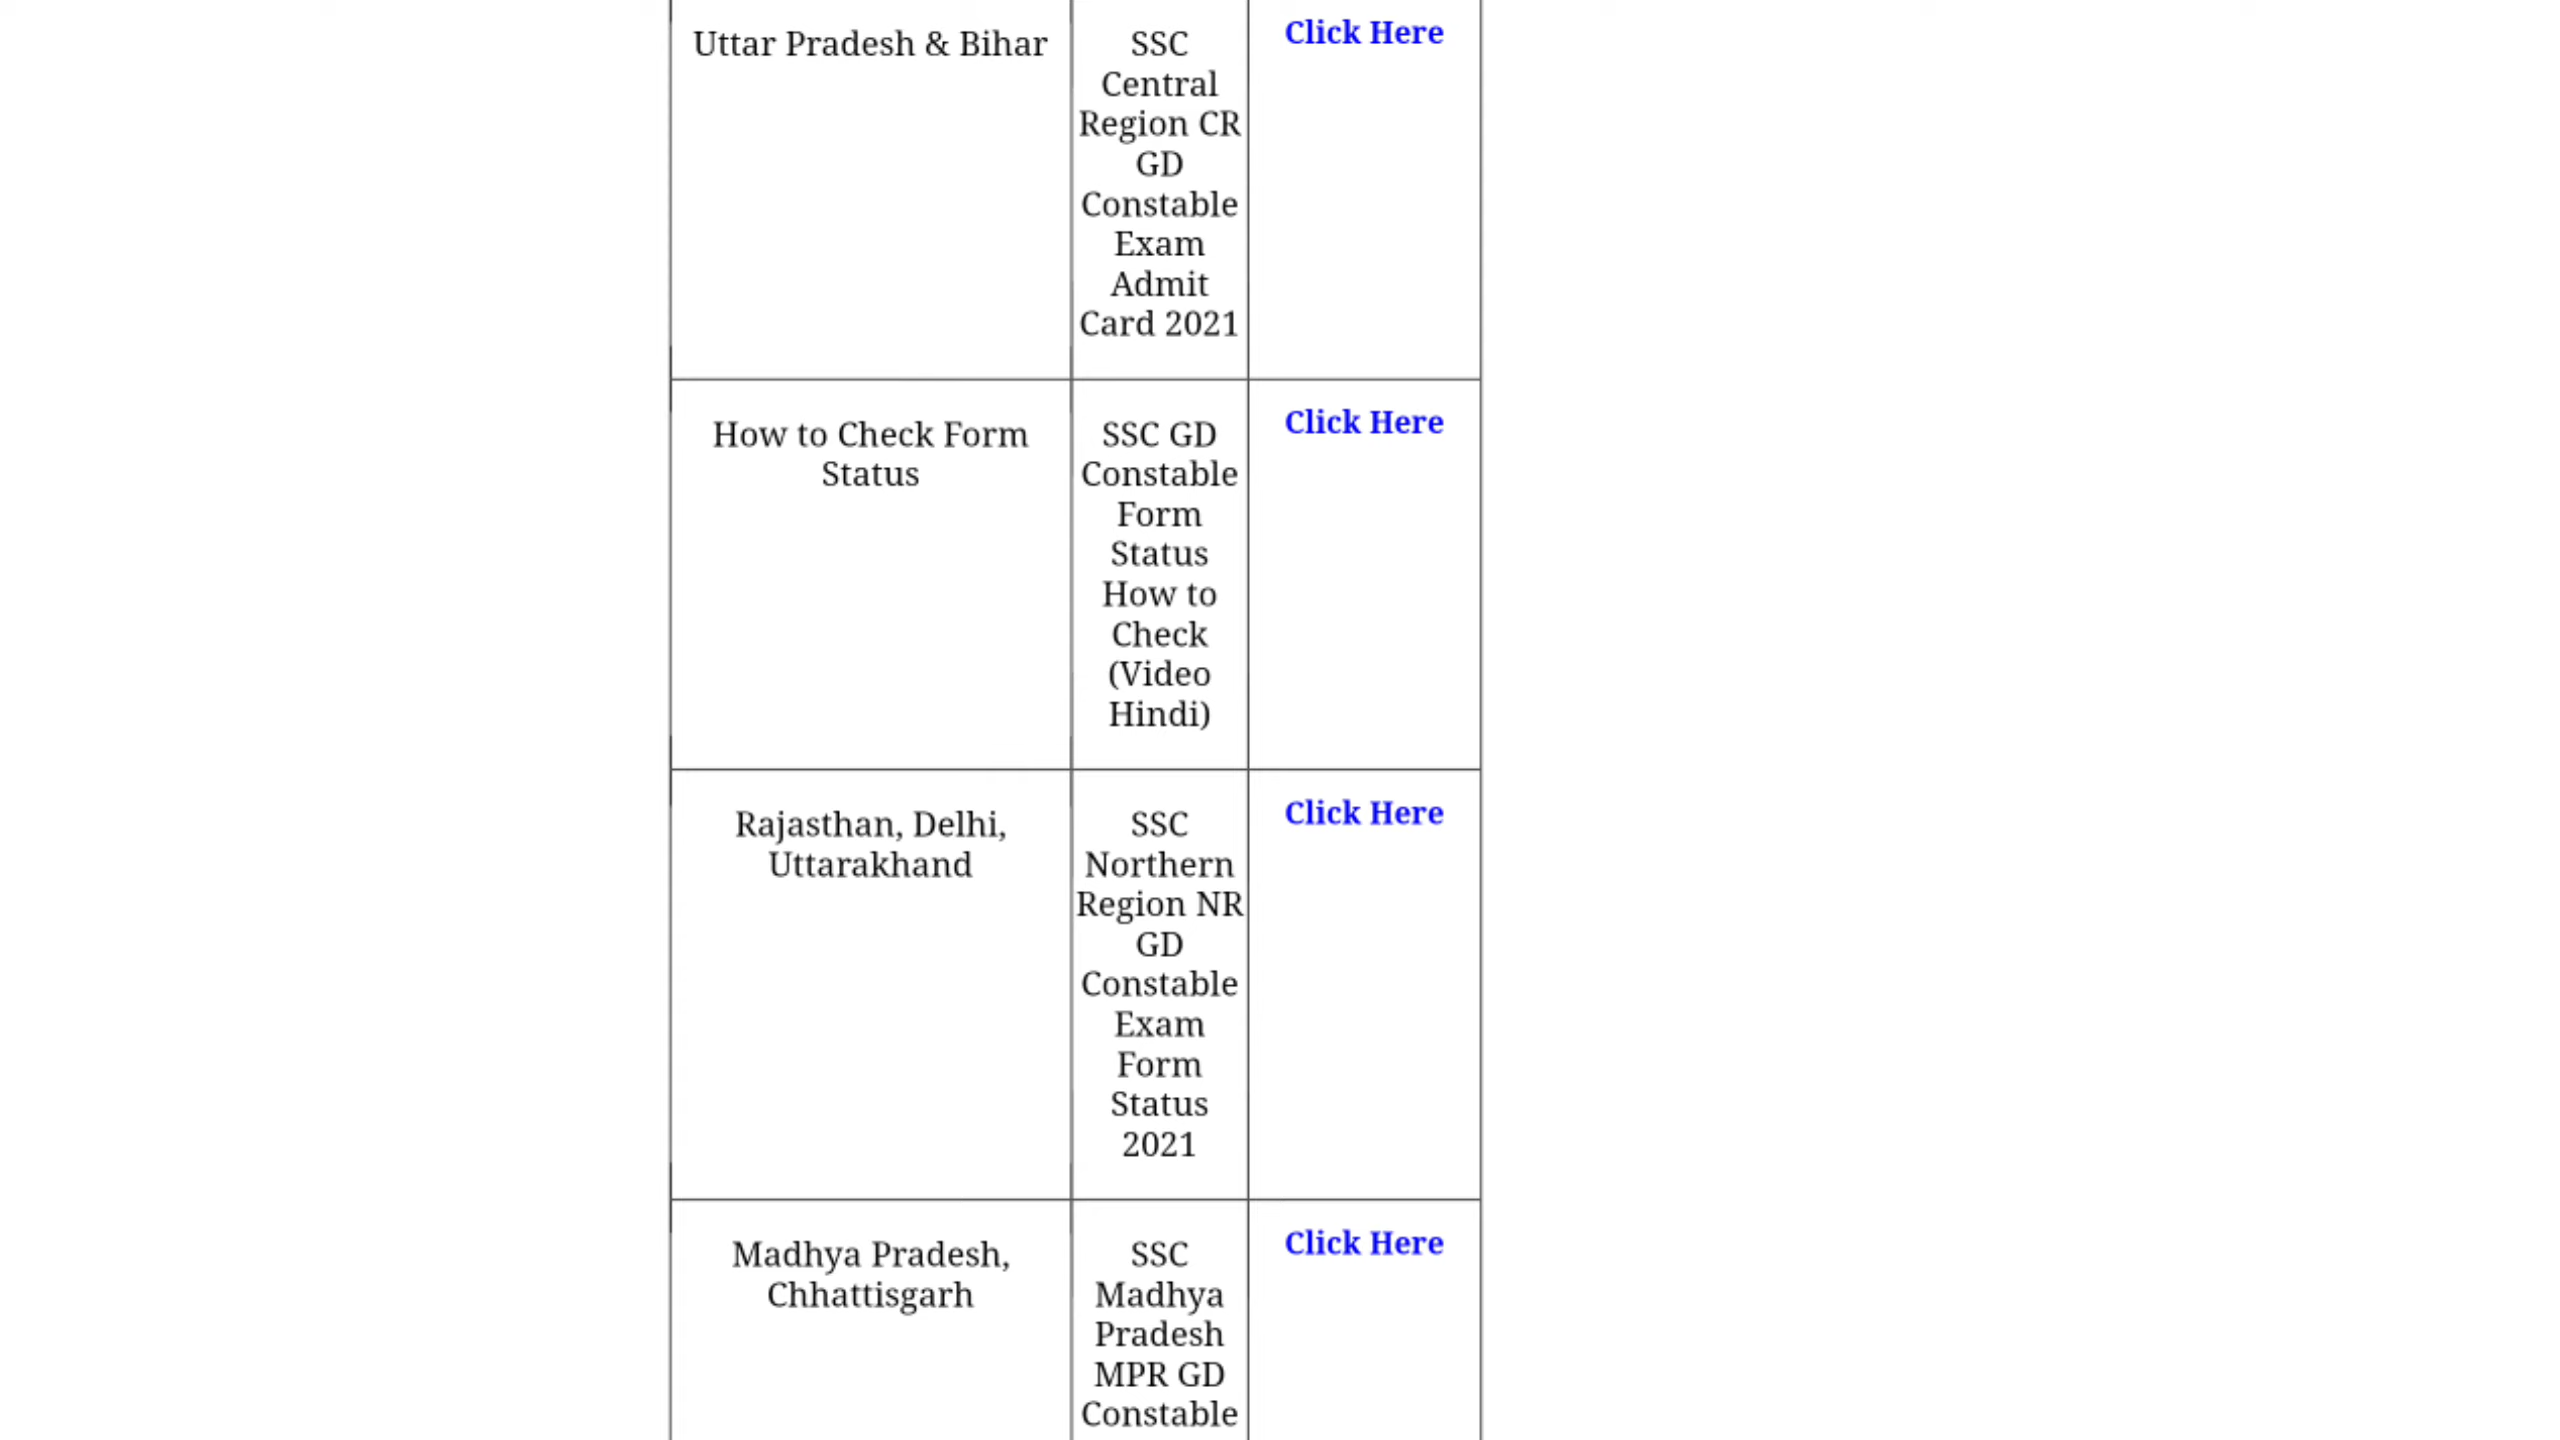 Uttar Pradesh & Bihar
SSC
Central
Region CR
GD
Constable
Exam
Admit
Card 2021
Click Here
How to Check Form
Status
SSC GD
Constable
Form
Status
How to
Check
(Video
Hindi)
Click Here
Rajasthan, Delhi,
Uttarakhand
SSC
Northern
Region NR
GD
Constable
Exam
Form
Status
2021
Click Here
Madhya Pradesh,
Chhattisgarh
SSC
Madhya
Pradesh
MPR GD
Constable
Click Here